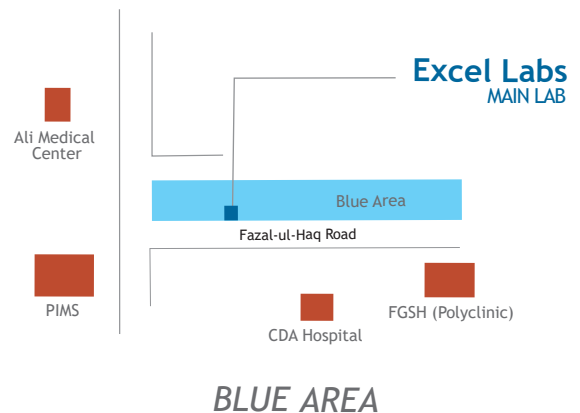 Excel Labs
MAIN LAB
Ali Medical
Center
Blue Area
Fazal-ul-Haq Road
PIMS
FGSH (Polyclinic)
CDA Hospital
BLUE AREA